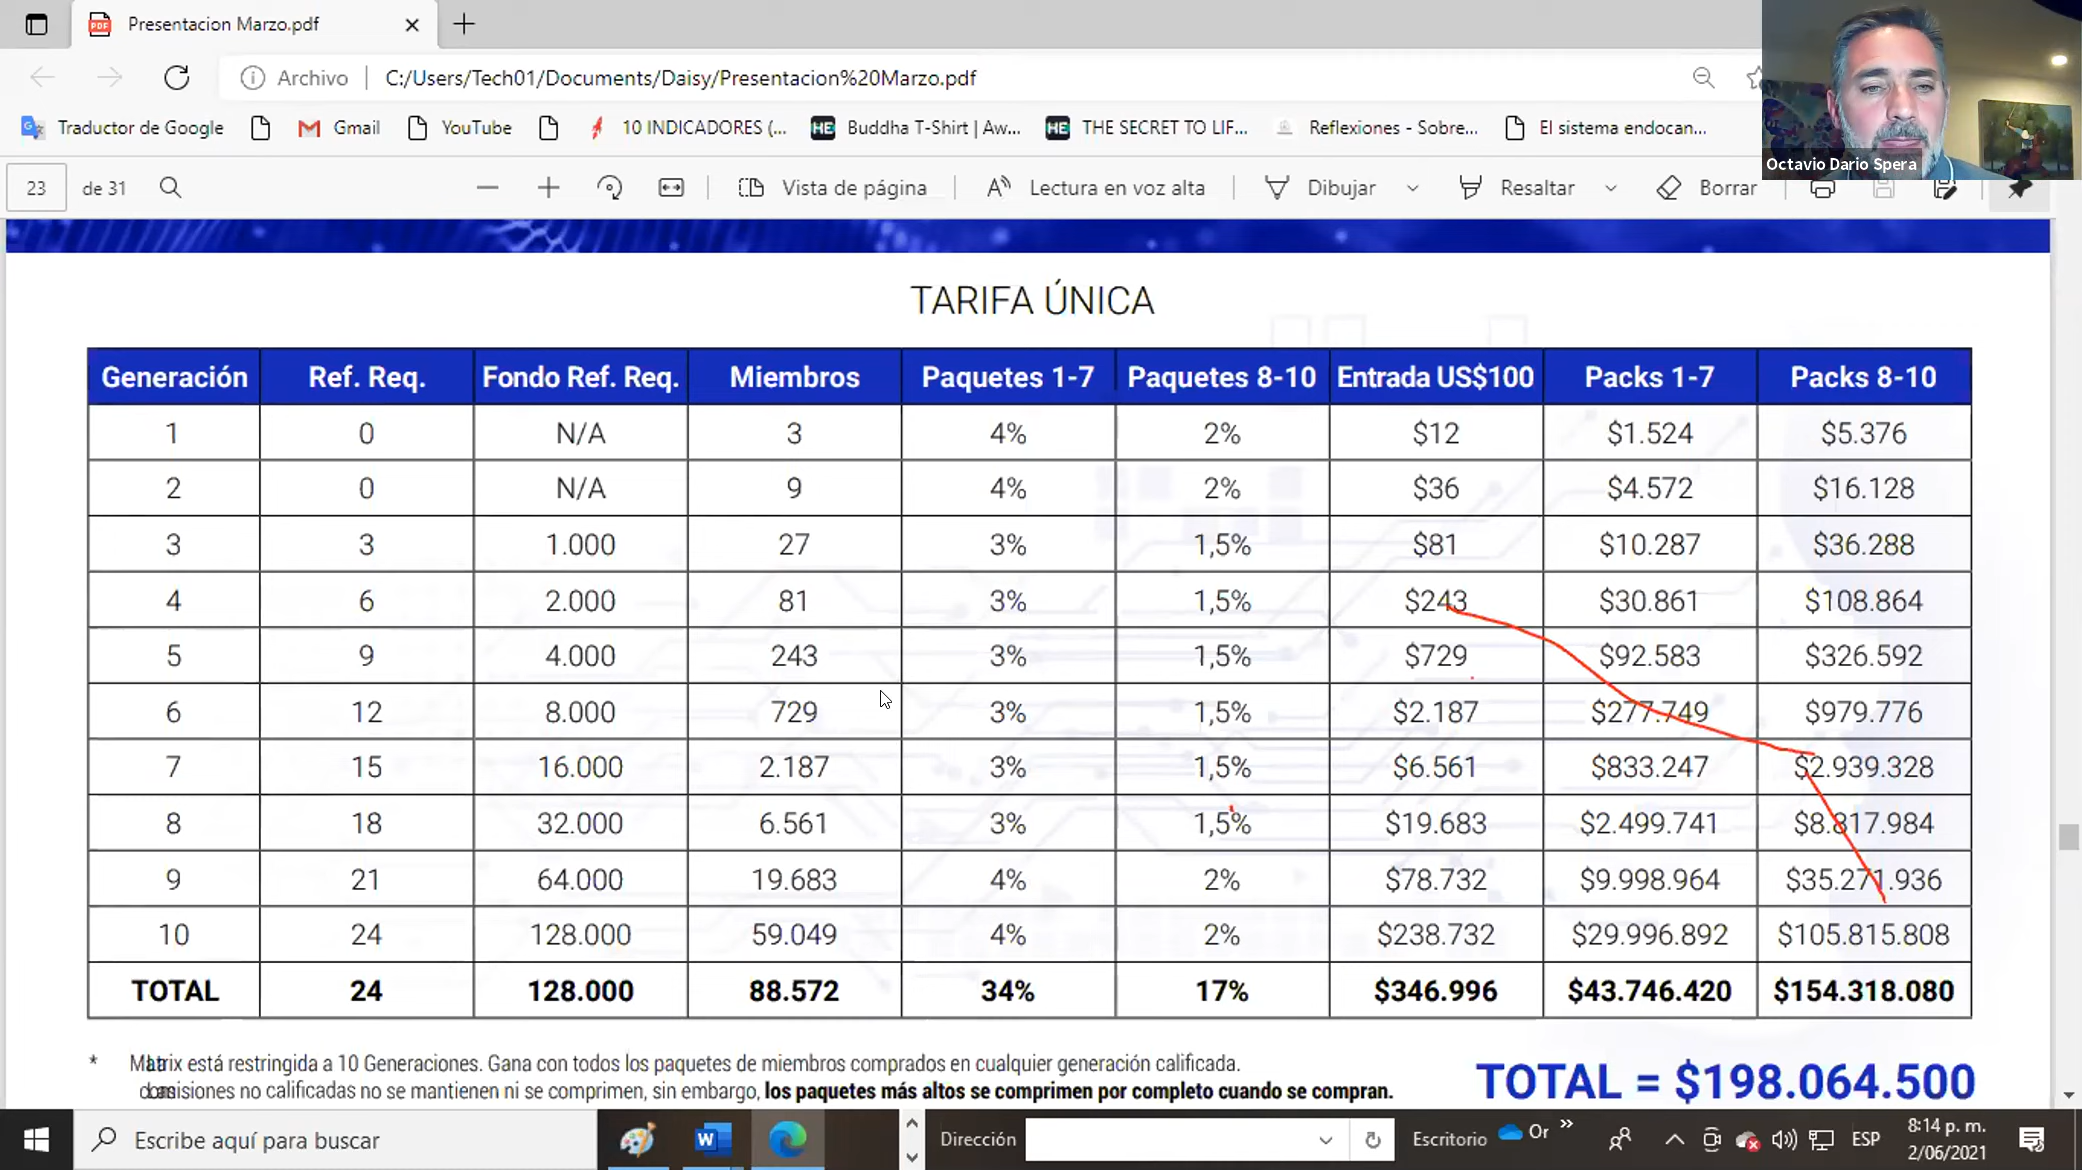 Presentacion Marzo.pdf
Archivo C:/Users/Tech01/Documents/Daisy/Presentacion%20Marzo.pdf
Traductor de Google Gmail YouTube 10 INDICADORES (... Buddha T-Shirt | Aw... THE SECRET TO LIF... Reflexiones - Sobre... El sistema endocan...
Octavio Dario Spera
23 de 31 Vista de página Lectura en voz alta Dibujar Resaltar Borrar
TARIFA ÚNICA
Generación Ref. Req. Fondo Ref. Req. Miembros Paquetes 1-7 Paquetes 8-10 Entrada US$100 Packs 1-7 Packs 8-10
1 0 N/A 3 4% 2% $12 $1.524 $5.376
2 0 N/A 9 4% 2% $36 $4.572 $16.128
3 3 1.000 27 3% 1,5% $81 $10.287 $36.288
4 6 2.000 81 3% 1,5% $243 $30.861 $108.864
5 9 4.000 243 3% 1,5% $729 $92.583 $326.592
6 12 8.000 729 3% 1,5% $2.187 $277.749 $979.776
7 15 16.000 2.187 3% 1,5% $6.561 $833.247 $2.939.328
8 18 32.000 6.561 3% 1,5% $19.683 $2.499.741 $8.817.984
9 21 64.000 19.683 4% 2% $78.732 $9.998.964 $35.271.936
10 24 128.000 59.049 4% 2% $238.732 $29.996.892 $105.815.808
TOTAL 24 128.000 88.572 34% 17% $346.996 $43.746.420 $154.318.080
* está restringida a 10 Generaciones. Gana con todos los paquetes de miembros comprados en cualquier generación calificada.
no calificadas no se mantienen ni se comprimen, sin embargo, los paquetes más altos se comprimen por completo cuando se compran.
TOTAL = $198.064.500
Escribe aquí para buscar Dirección Escritorio Or » ESP 8:14 p. m.
2/06/2021